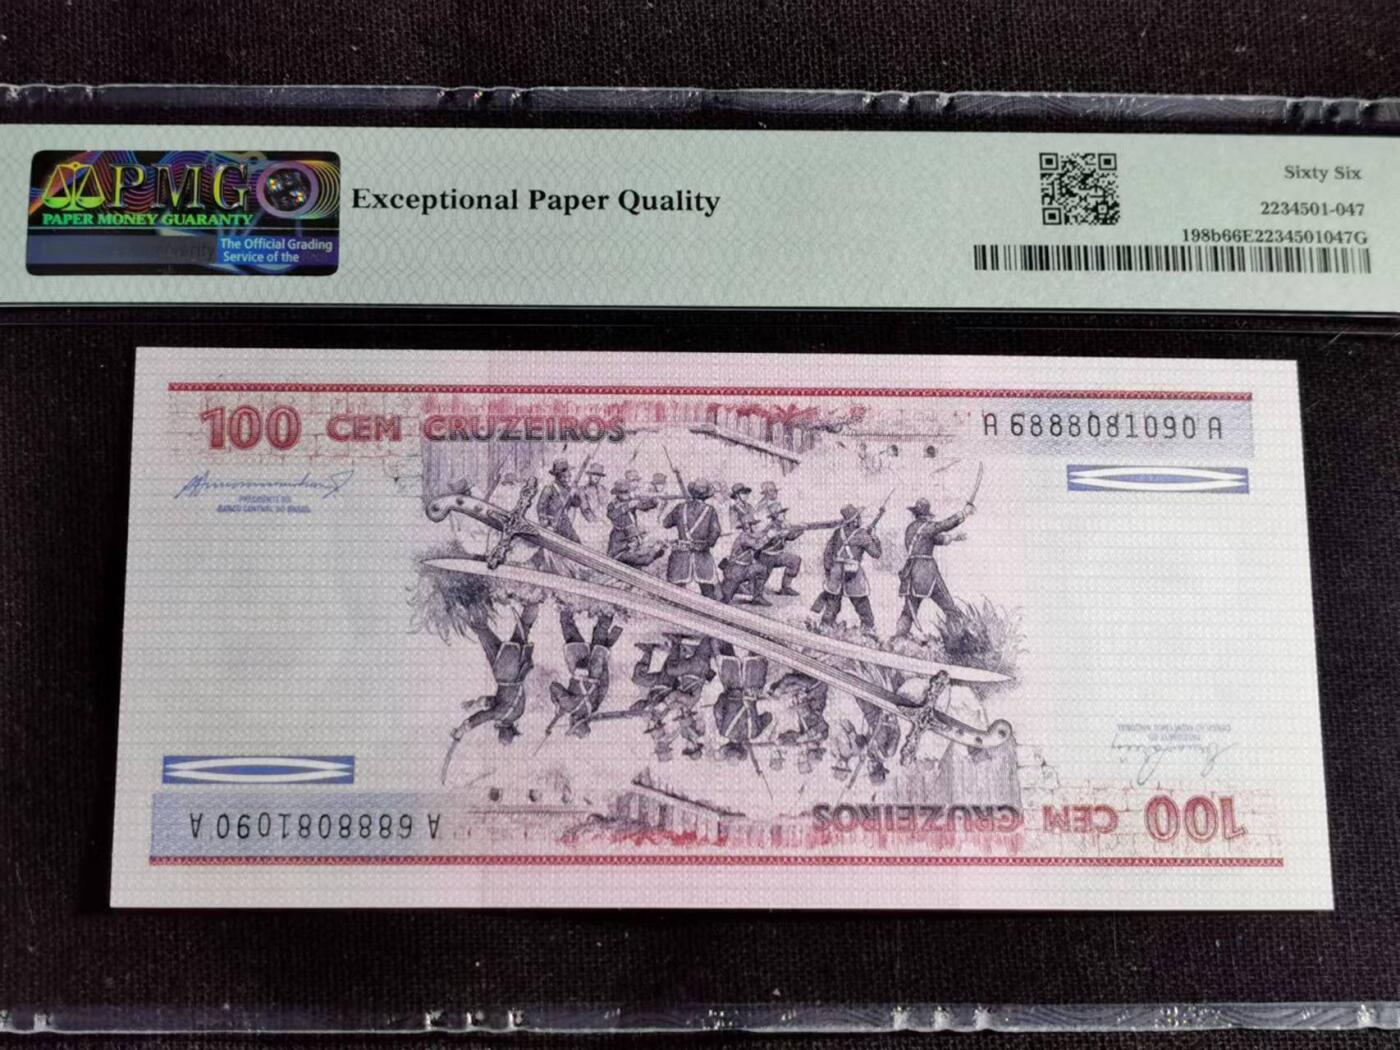 PMG
PAPER MONEY GUARANTY
The Official Grading
Service of the
Exceptional Paper Quality
Sixty Six
2234501-047
198b66E2234501047G
100 CEM CRUZEIROS
A 6888081090 A
PRESIDENTE DO
BANCO CENTRAL DO BRASIL
A 6888081090 A
100 CEM CRUZEIROS